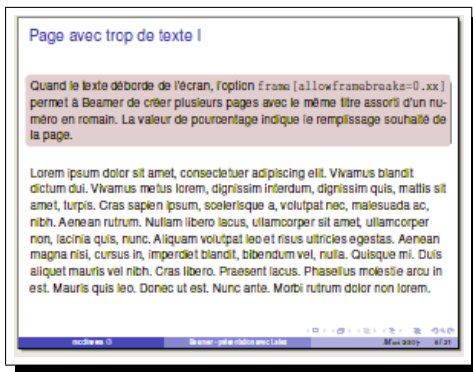 Page avec trop de texte I
Quand le texte déborde de l'écran, l'option frame[allowframebreaks=0.xx]
permet à Beamer de créer plusieurs pages avec le même titre assorti d'un nu-
méro en romain. La valeur de pourcentage indique le remplissage souhaité de
la page.
Lorem ipsum dolor sit amet, consectetuer adipiscing elit. Vivamus blandit
dictum dui. Vivamus metus lorem, dignissim interdum, dignissim quis, mattis sit
amet, turpis. Cras sapien ipsum, scelerisque a, volutpat nec, malesuada ac,
nibh. Aenean rutrum. Nullam libero lacus, ullamcorper sit amet, ullamcorper
non, lacinia quis, nunc. Aliquam volutpat leo et risus ultricies egestas. Aenean
magna nisi, cursus in, imperdiet blandit, bibendum vel, nulla. Quisque mi. Duis
aliquet mauris vel nibh. Cras libero. Praesent lacus. Phasellus molestie arcu in
est. Mauris quis leo. Donec ut est. Nunc ante. Morbi rutrum dolor non lorem.
Beamer - présentation avec Latex
2007 6/21